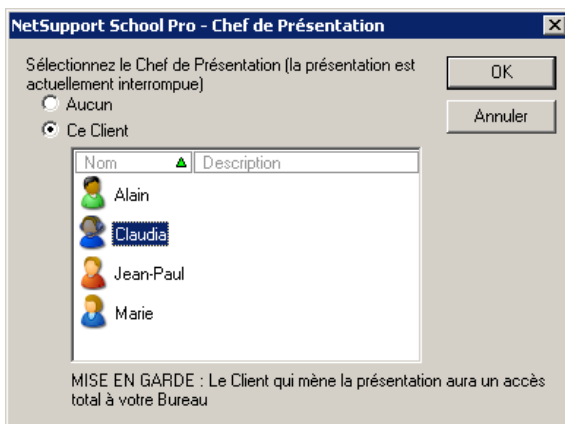 NetSupport School Pro - Chef de Présentation
Sélectionnez le Chef de Présentation (la présentation est
actuellement interrompue)
OK
Aucun
Annuler
Ce Client
Nom Description
Alain
Claudia
Jean-Paul
Marie
MISE EN GARDE : Le Client qui mène la présentation aura un accès
total à votre Bureau